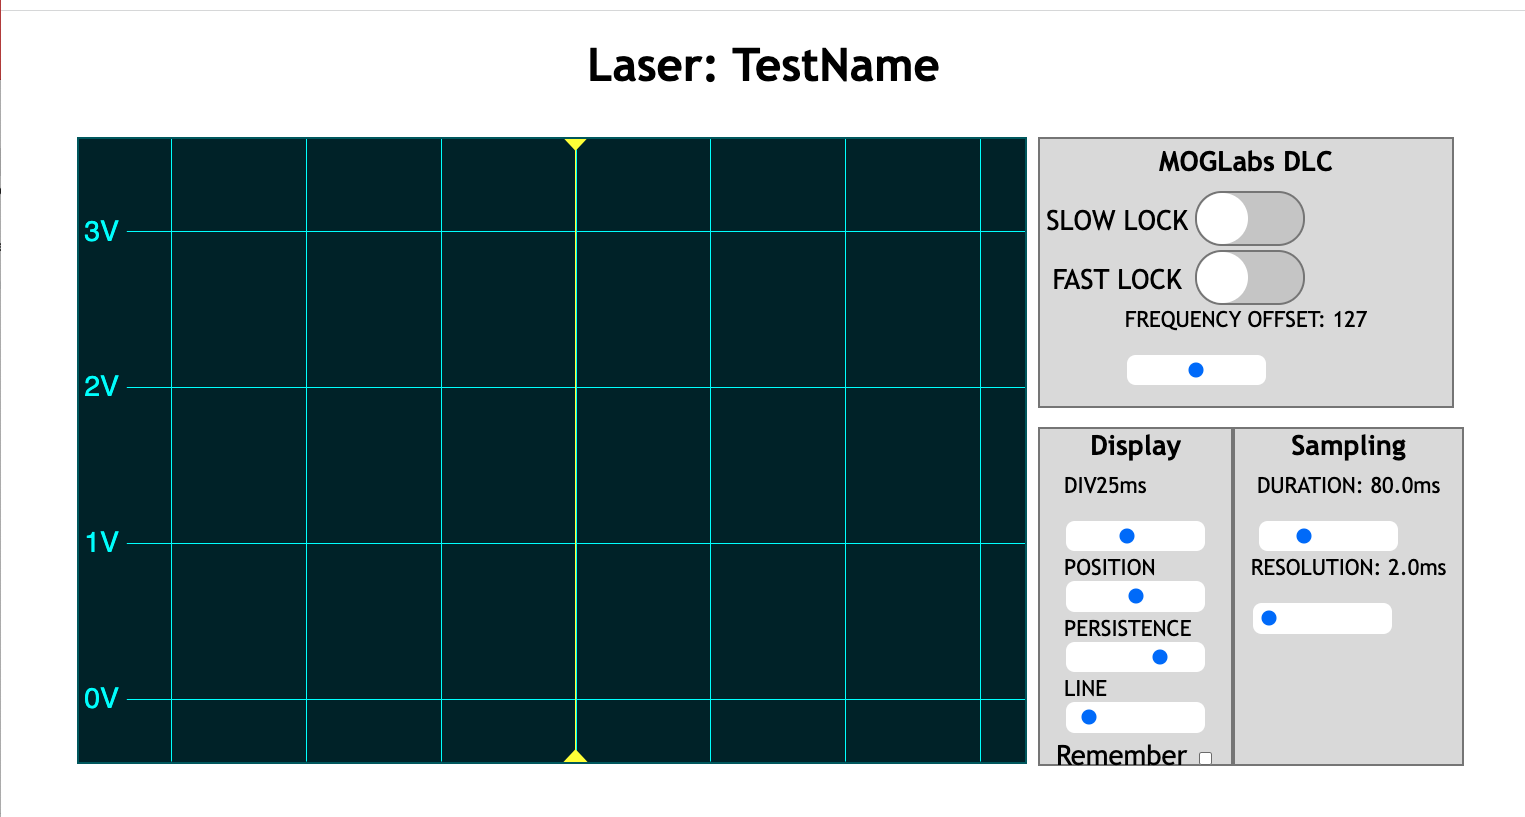 Laser: TestName
3V
2V
1V
0V
MOGLabs DLC
SLOW LOCK
FAST LOCK
FREQUENCY OFFSET: 127
Display
DIV25ms
POSITION
PERSISTENCE
LINE
Remember
Sampling
DURATION: 80.0ms
RESOLUTION: 2.0ms